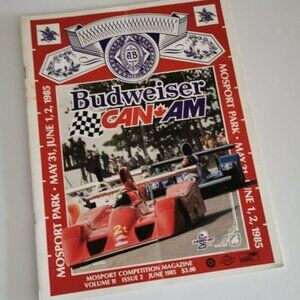 Budweiser
CAN AM
MOSPORT PARK • MAY 31, JUNE 1, 2, 1985
MOSPORT PARK • MAY 31, JUNE 1, 2, 1985
MOSPORT COMPETITION MAGAZINE
VOLUME II ISSUE 2 JUNE 1985 $3.00